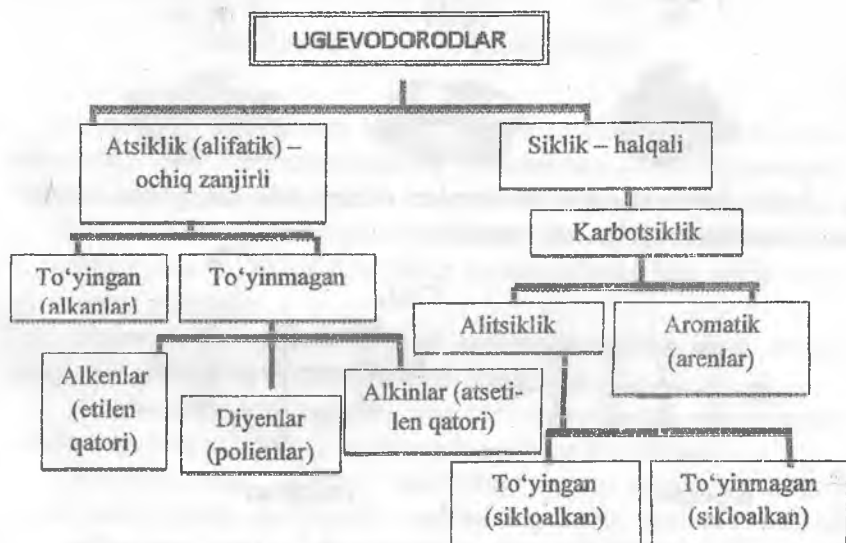 UGLEVODORODLAR
Atsiklik (alifatik) –
ochiq zanjirli
Siklik – halqali
Karbotsiklik
To‘yingan
(alkanlar)
To‘yinmagan
Alitsiklik
Aromatik
(arenlar)
Alkenlar
(etilen
qatori)
Diyenlar
(polienlar)
Alkinlar (atseti-
len qatori)
To‘yingan
(sikloalkan)
To‘yinmagan
(sikloalkan)